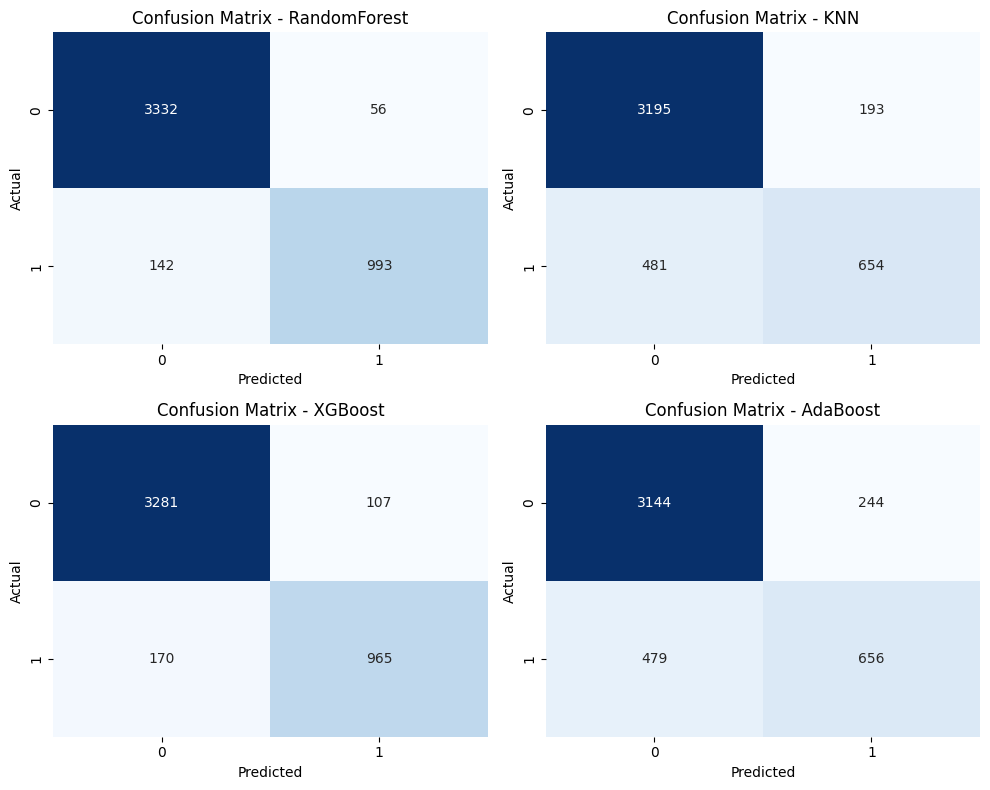 Confusion Matrix - RandomForest
Actual
0
3332
56
1
142
993
0
1
Predicted
Confusion Matrix - KNN
Actual
0
3195
193
1
481
654
0
1
Predicted
Confusion Matrix - XGBoost
Actual
0
3281
107
1
170
965
0
1
Predicted
Confusion Matrix - AdaBoost
Actual
0
3144
244
1
479
656
0
1
Predicted